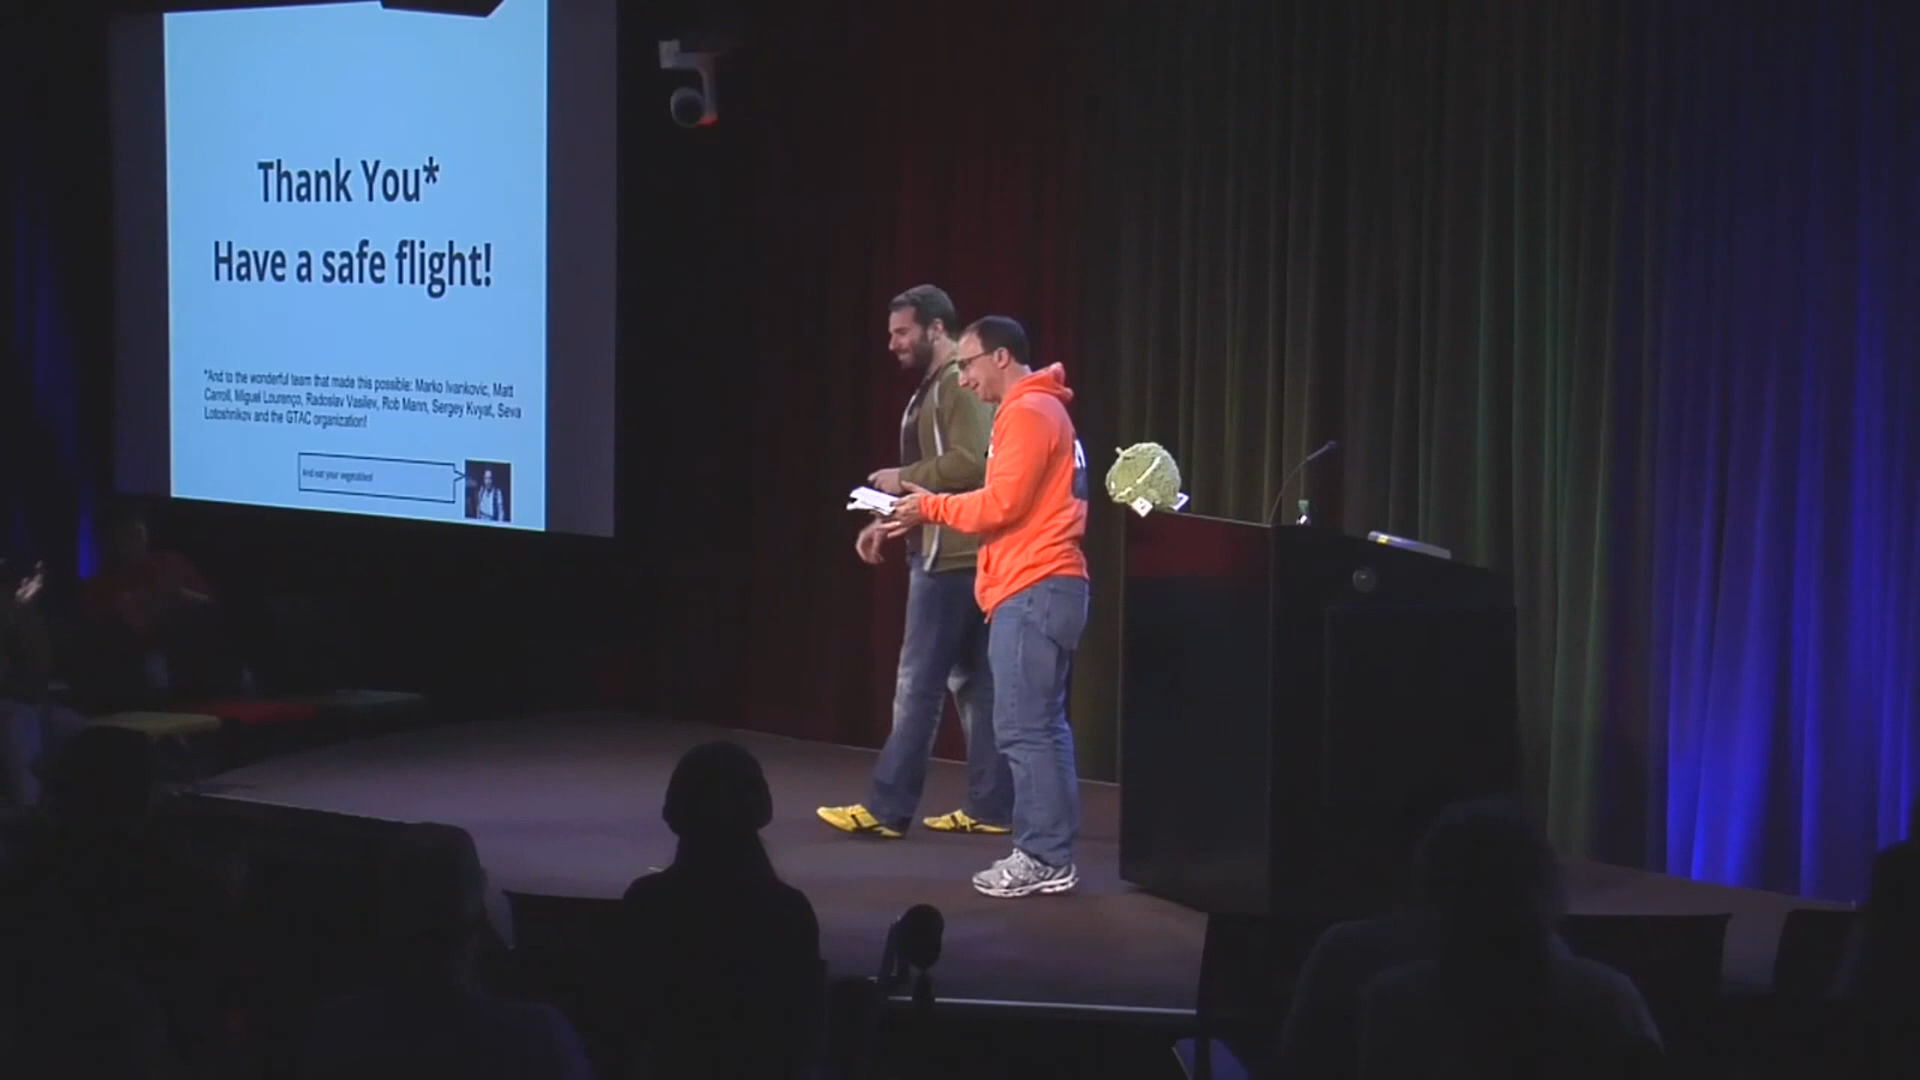 Thank You*
Have a safe flight!
*And to the wonderful team that made this possible: Marko Ivankovic, Matt
Carroll, Miguel Lourenço, Radoslav Vasilev, Rob Mann, Sergey Kvyat, Seva
Lotoshnikov and the GTAC organization!
And eat your vegetables!